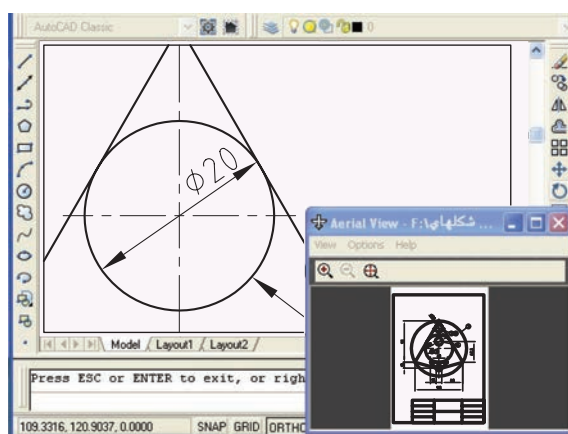 AutoCAD Classic
0
ϕ20
Aerial View - F:\شکلهای ...
View Options Help
Model Layout1 Layout2
Press ESC or ENTER to exit, or righ
109.3316, 120.9037, 0.0000 SNAP GRID ORTHO